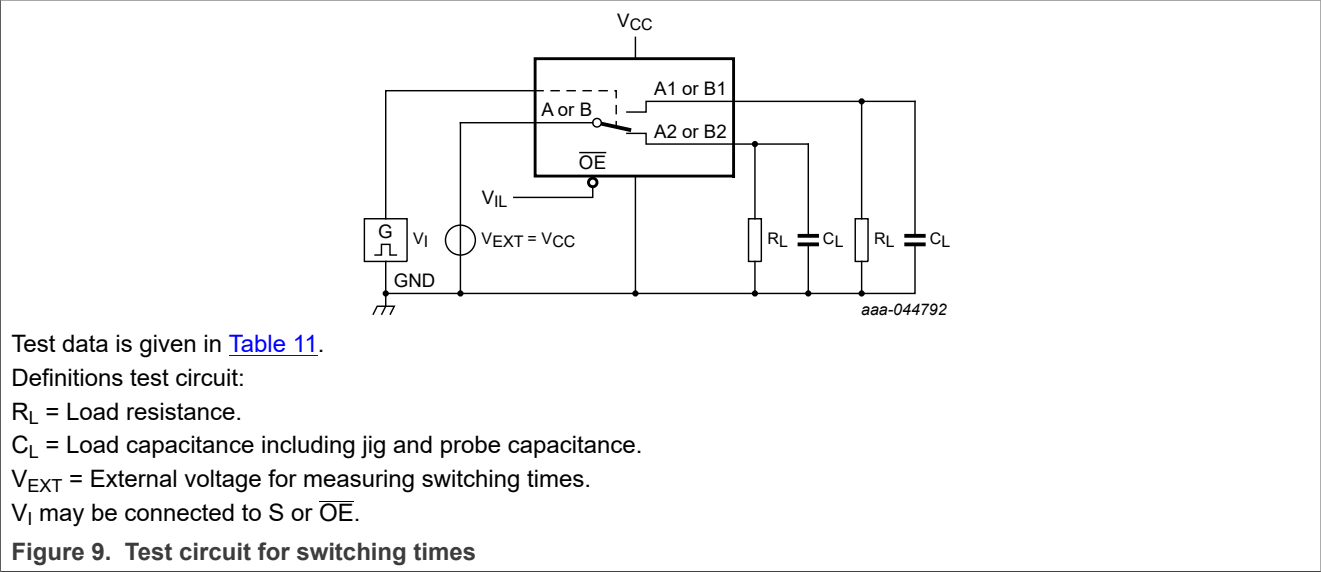 VCC
A1 or B1
A or B
A2 or B2
OE
VIL
G
VI
VEXT = VCC
RL
CL
RL
CL
GND
aaa-044792
Test data is given in Table 11.
Definitions test circuit:
RL = Load resistance.
CL = Load capacitance including jig and probe capacitance.
VEXT = External voltage for measuring switching times.
VI may be connected to S or OE.
Figure 9. Test circuit for switching times